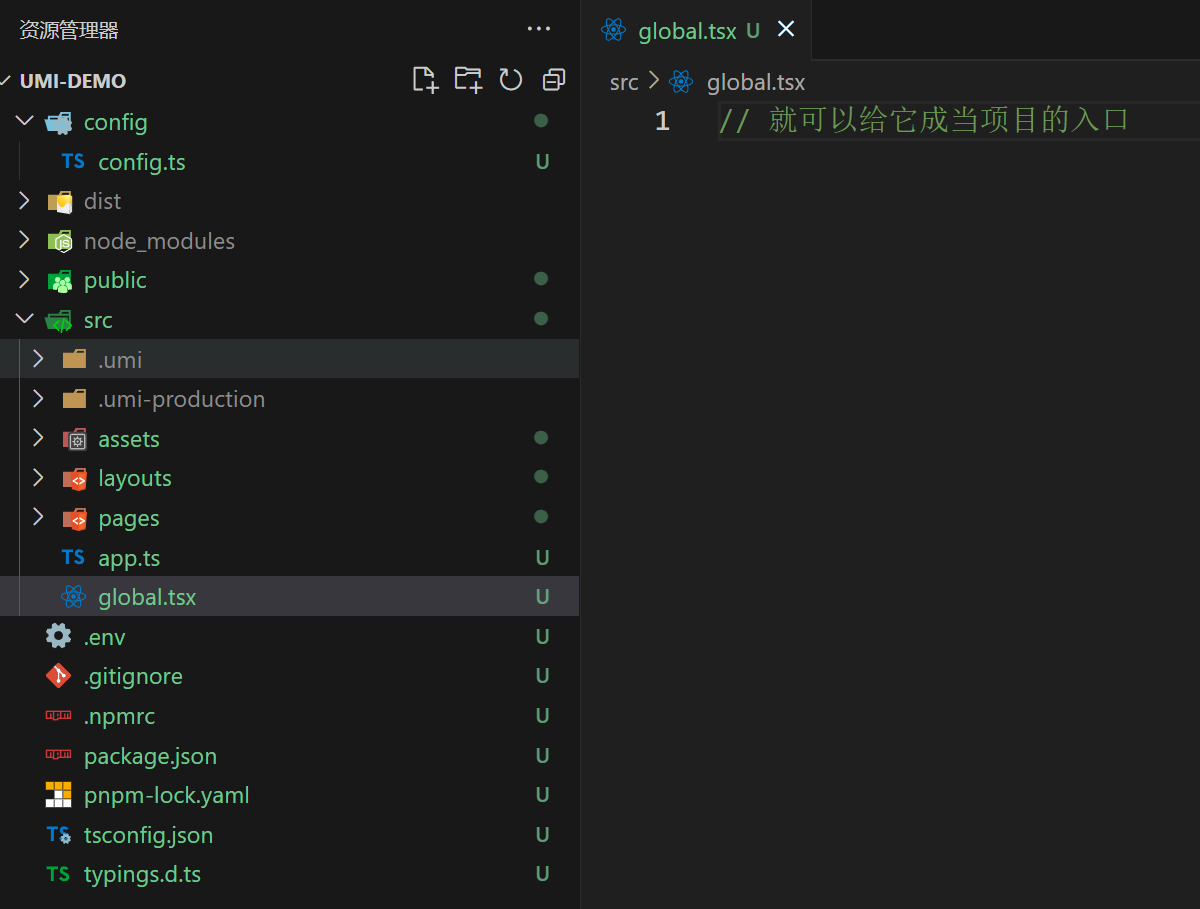 资源管理器
UMI-DEMO
config
TS config.ts U
dist
node_modules
public
src
.umi
.umi-production
assets
layouts
pages
TS app.ts U
global.tsx U
.env U
.gitignore U
.npmrc U
package.json U
pnpm-lock.yaml U
TS tsconfig.json U
TS typings.d.ts U
global.tsx U
src > global.tsx
1 // 就可以给它成当项目的入口